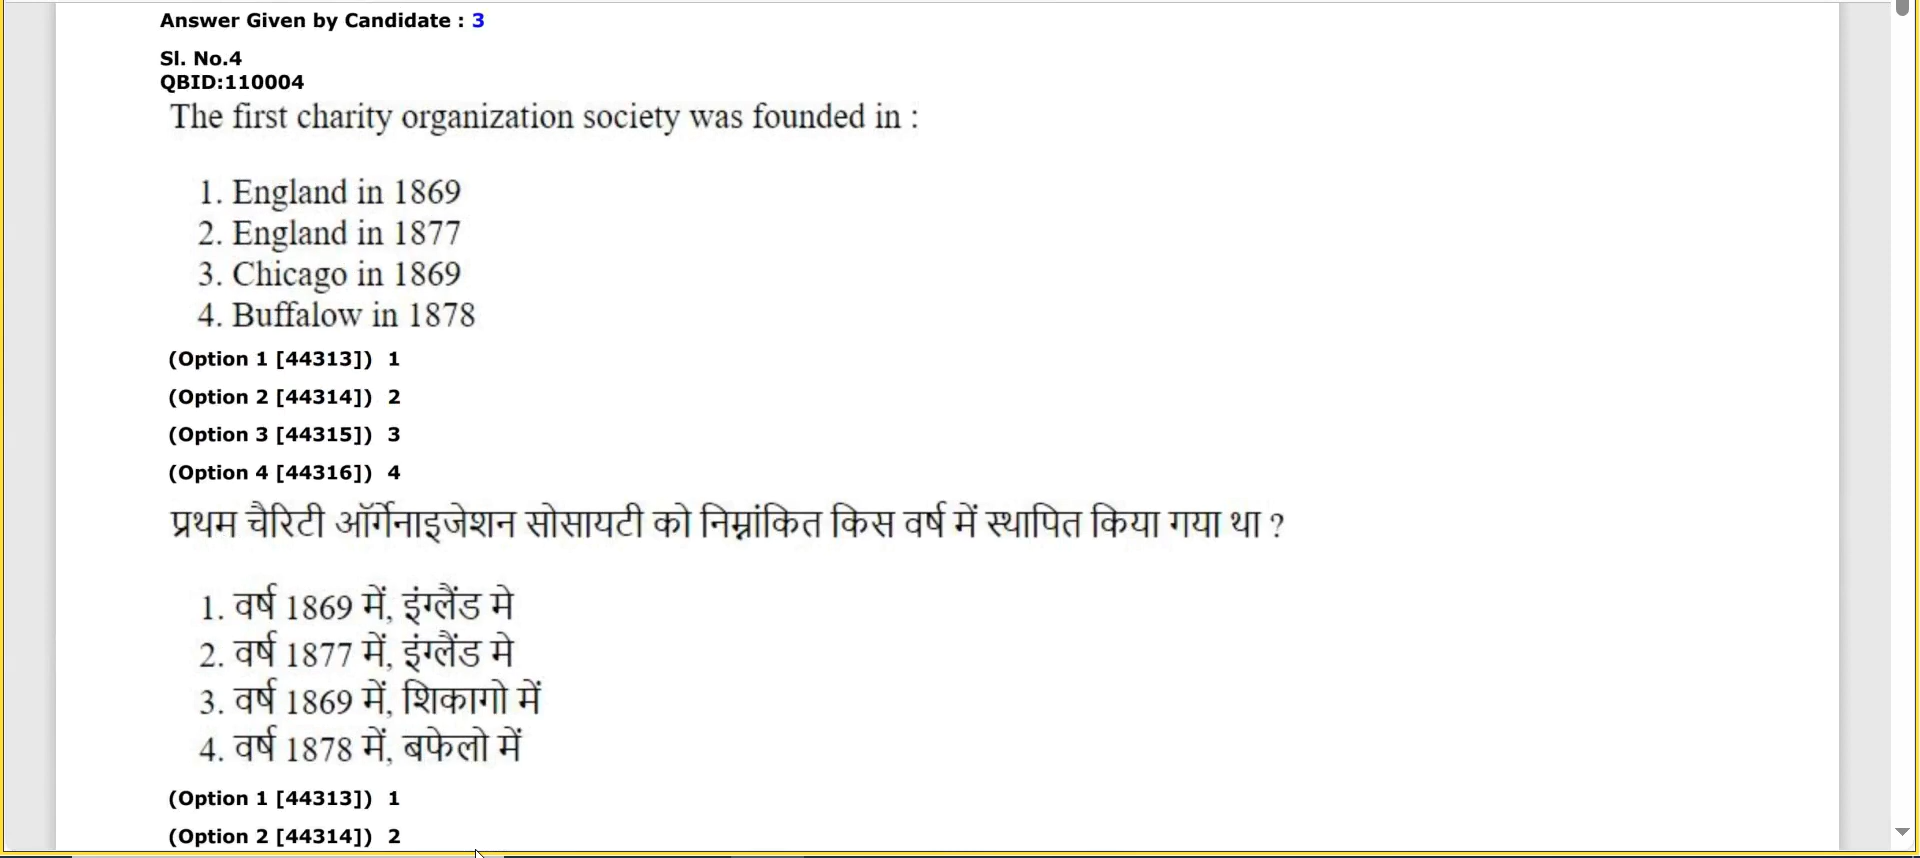 Answer Given by Candidate : 3
Sl. No.4
QBID:110004
The first charity organization society was founded in :
1. England in 1869
2. England in 1877
3. Chicago in 1869
4. Buffalow in 1878
(Option 1 [44313]) 1
(Option 2 [44314]) 2
(Option 3 [44315]) 3
(Option 4 [44316]) 4
प्रथम चैरिटी ऑर्गेनाइजेशन सोसायटी को निम्नांकित किस वर्ष में स्थापित किया गया था ?
1. वर्ष 1869 में, इंग्लैंड मे
2. वर्ष 1877 में, इंग्लैंड मे
3. वर्ष 1869 में, शिकागो में
4. वर्ष 1878 में, बफेलो में
(Option 1 [44313]) 1
(Option 2 [44314]) 2